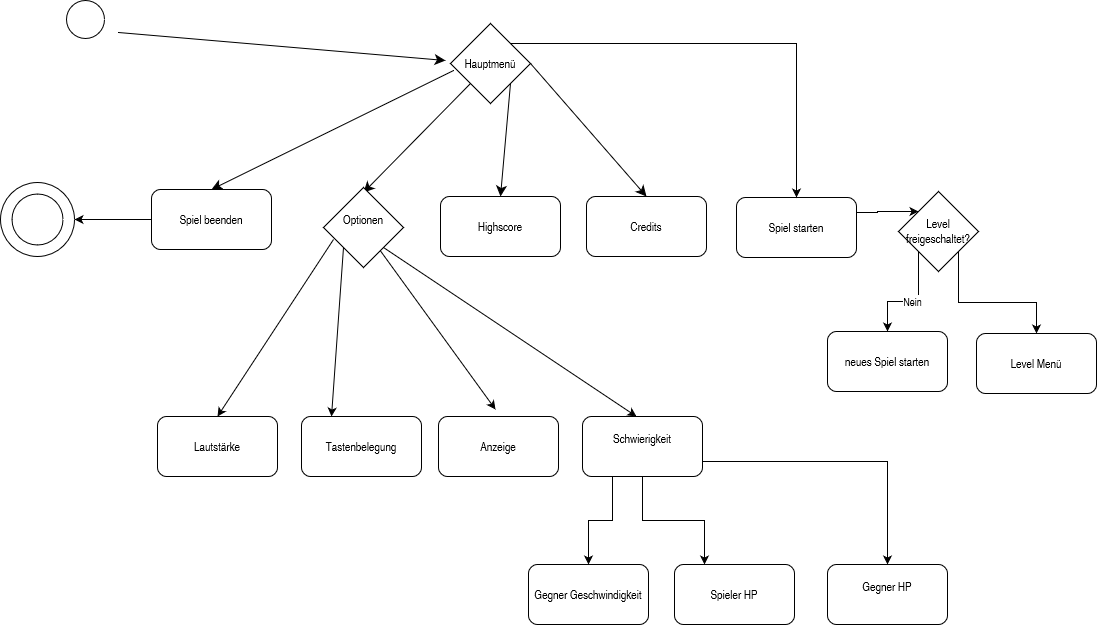 Hauptmenü
Spiel beenden
Optionen
Highscore
Credits
Spiel starten
Level
freigeschaltet?
Nein
neues Spiel starten
Level Menü
Lautstärke
Tastenbelegung
Anzeige
Schwierigkeit
Gegner Geschwindigkeit
Spieler HP
Gegner HP